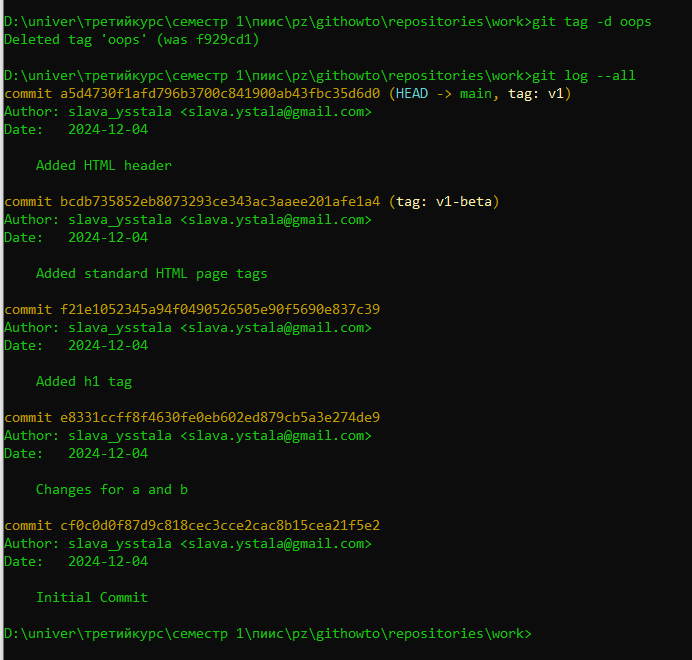 D:\univer\третийкурс\семестр 1\пиис\pz\githowto\repositories\work>git tag -d oops
Deleted tag 'oops' (was f929cd1)
D:\univer\третийкурс\семестр 1\пиис\pz\githowto\repositories\work>git log --all
commit a5d4730f1afd796b3700c841900ab43fbc35d6d0 (HEAD -> main, tag: v1)
Author: slava_ysstala <slava.ystala@gmail.com>
Date:   2024-12-04
    Added HTML header
commit bcdb735852eb8073293ce343ac3aaee201afe1a4 (tag: v1-beta)
Author: slava_ysstala <slava.ystala@gmail.com>
Date:   2024-12-04
    Added standard HTML page tags
commit f21e1052345a94f0490526505e90f5690e837c39
Author: slava_ysstala <slava.ystala@gmail.com>
Date:   2024-12-04
    Added h1 tag
commit e8331ccff8f4630fe0eb602ed879cb5a3e274de9
Author: slava_ysstala <slava.ystala@gmail.com>
Date:   2024-12-04
    Changes for a and b
commit cf0c0d0f87d9c818cec3cce2cac8b15cea21f5e2
Author: slava_ysstala <slava.ystala@gmail.com>
Date:   2024-12-04
    Initial Commit
D:\univer\третийкурс\семестр 1\пиис\pz\githowto\repositories\work>